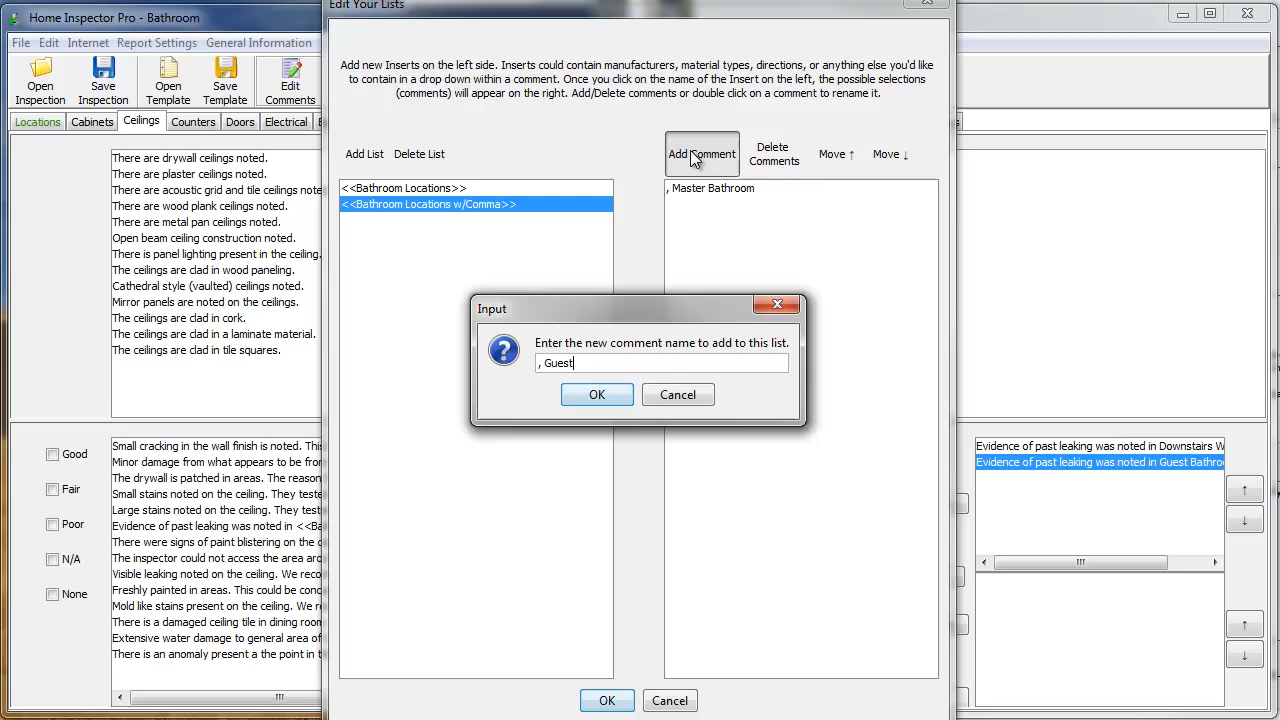 Home Inspector Pro - Bathroom
Edit Your Lists
File Edit Internet Report Settings General Information
Open Inspection
Save Inspection
Open Template
Save Template
Edit Comments
Locations Cabinets Ceilings Counters Doors Electrical
Add new Inserts on the left side. Inserts could contain manufacturers, material types, directions, or anything else you'd like
to contain in a drop down within a comment. Once you click on the name of the Insert on the left, the possible selections
(comments) will appear on the right. Add/Delete comments or double click on a comment to rename it.
Add List Delete List
Add Comment
Delete Comments
Move ↑ Move ↓
<<Bathroom Locations>>
<<Bathroom Locations w/Comma>>
, Master Bathroom
There are drywall ceilings noted.
There are plaster ceilings noted.
There are acoustic grid and tile ceilings note
There are wood plank ceilings noted.
There are metal pan ceilings noted.
Open beam ceiling construction noted.
There is panel lighting present in the ceiling.
The ceilings are clad in wood paneling.
Cathedral style (vaulted) ceilings noted.
Mirror panels are noted on the ceilings.
The ceilings are clad in cork.
The ceilings are clad in a laminate material.
The ceilings are clad in tile squares.
Input
Enter the new comment name to add to this list.
, Guest
OK Cancel
Good
Fair
Poor
N/A
None
Small cracking in the wall finish is noted. This
Minor damage from what appears to be fror
The drywall is patched in areas. The reason
Small stains noted on the ceiling. They teste
Large stains noted on the ceiling. They test
Evidence of past leaking was noted in <<Ba
There were signs of paint blistering on the c
The inspector could not access the area aro
Visible leaking noted on the ceiling. We reco
Freshly painted in areas. This could be conc
Mold like stains present on the ceiling. We r
There is a damaged ceiling tile in dining room
Extensive water damage to general area of
There is an anomaly present a the point in t
Evidence of past leaking was noted in Downstairs W
Evidence of past leaking was noted in Guest Bathro
↑
↓
↑
↓
OK Cancel